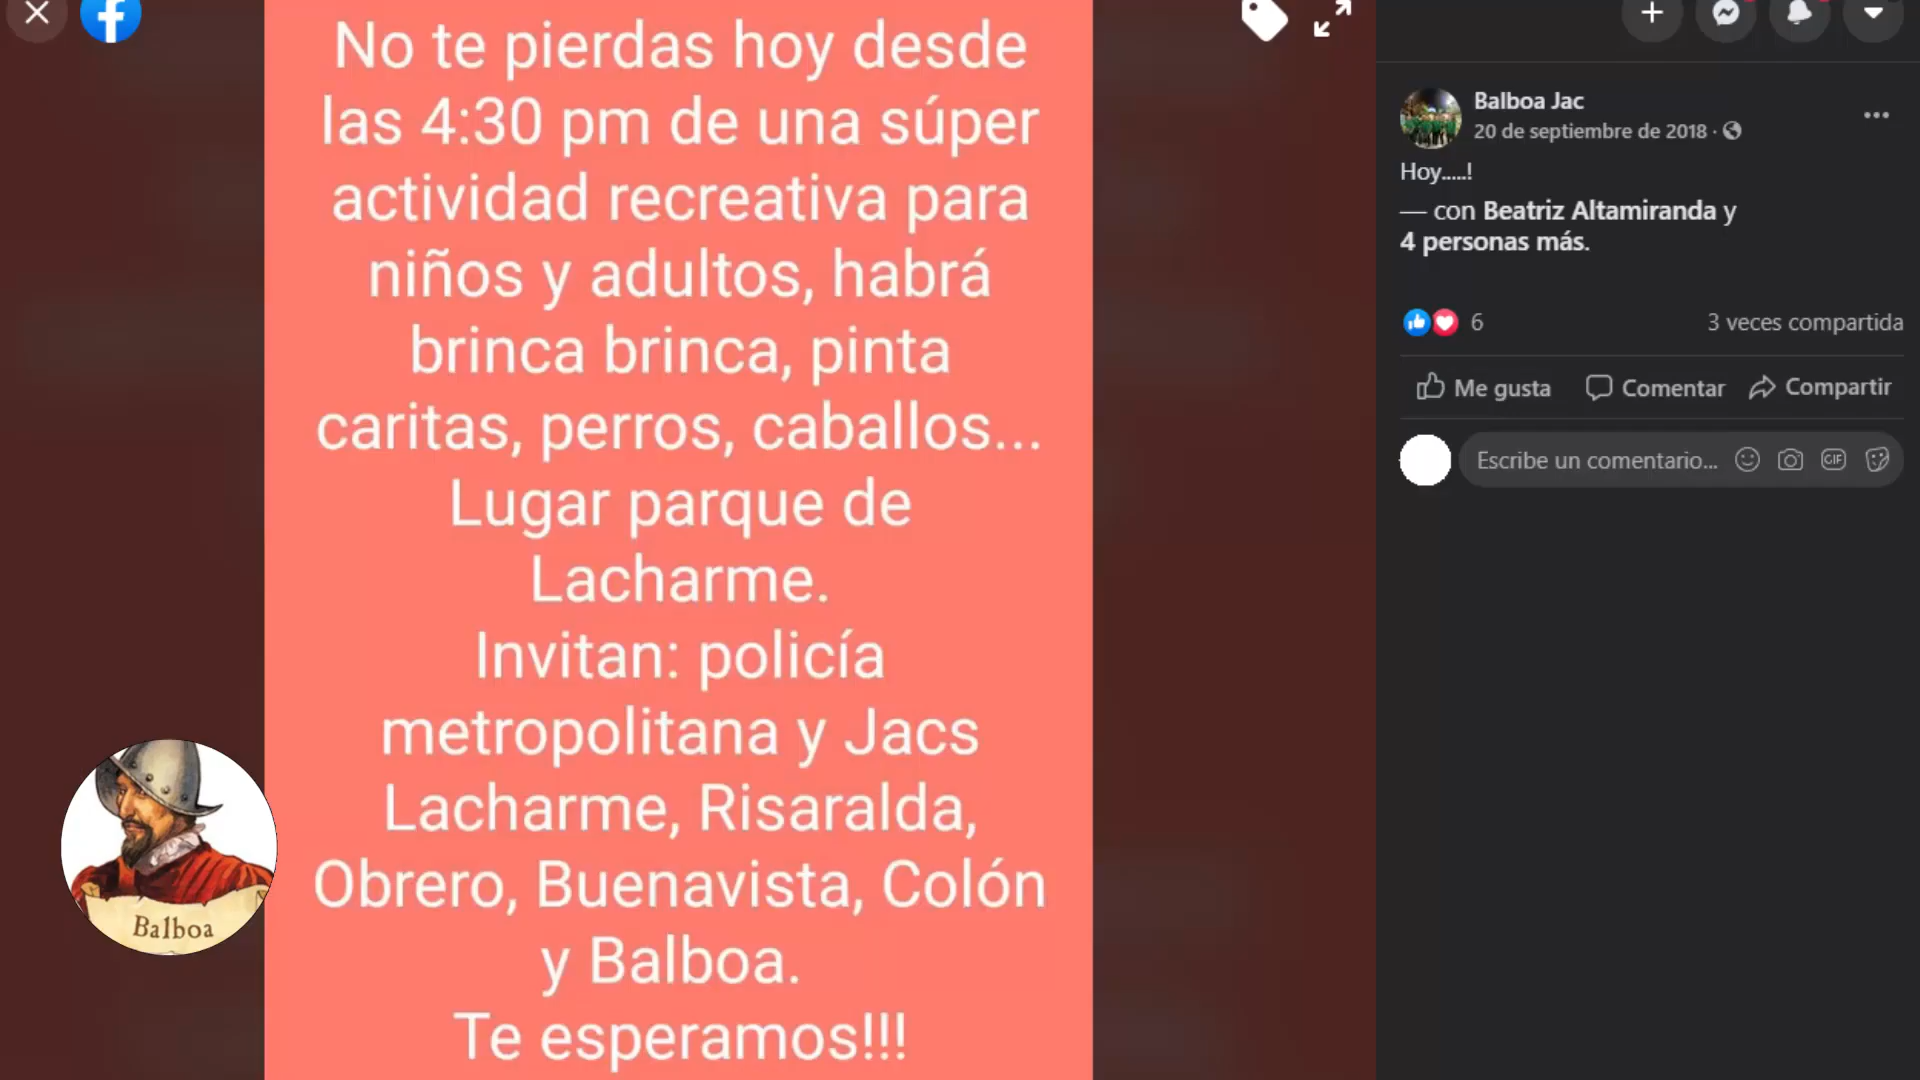 No te pierdas hoy desde
las 4:30 pm de una súper
actividad recreativa para
niños y adultos, habrá
brinca brinca, pinta
caritas, perros, caballos...
Lugar parque de
Lacharme.
Invitan: policía
metropolitana y Jacs
Lacharme, Risaralda,
Obrero, Buenavista, Colón
y Balboa.
Te esperamos!!!
Balboa
Balboa Jac
20 de septiembre de 2018 ·
Hoy.....!
— con Beatriz Altamiranda y
4 personas más.
6
3 veces compartida
Me gusta
Comentar
Compartir
Escribe un comentario...
GIF